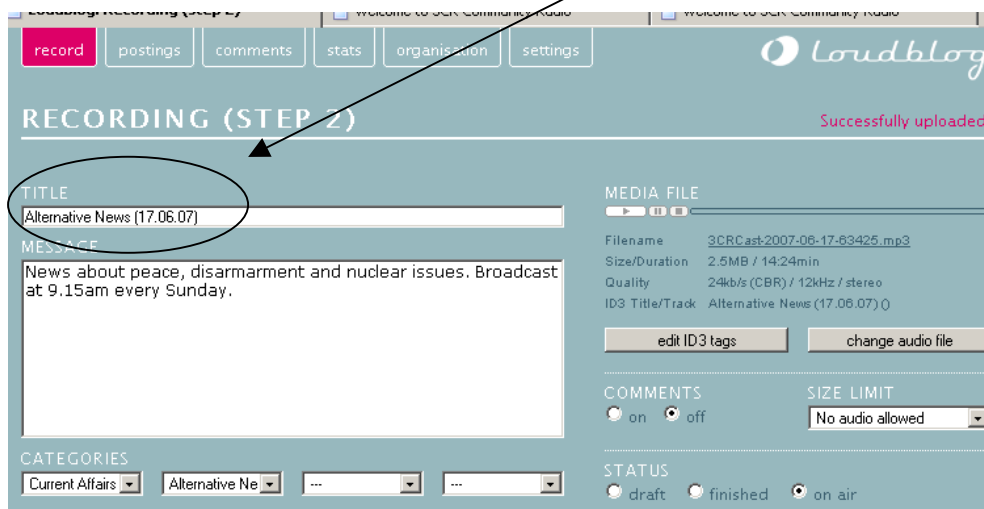 Loudblog: Recording (Step 2) Welcome to 3CR Community Radio Welcome to 3CR Community Radio
record postings comments stats organisation settings
Loudblog
RECORDING (STEP 2)
Successfully uploaded
TITLE
Alternative News (17.06.07)
MESSAGE
News about peace, disarmarment and nuclear issues. Broadcast
at 9.15am every Sunday.
CATEGORIES
Current Affairs Alternative Ne --- ---
MEDIA FILE
Filename 3CRCast-2007-06-17-63425.mp3
Size/Duration 2.5MB / 14:24min
Quality 24kb/s (CBR) / 12kHz / stereo
ID3 Title/Track Alternative News (17.06.07) ()
edit ID3 tags change audio file
COMMENTS
on off
SIZE LIMIT
No audio allowed
STATUS
draft finished on air